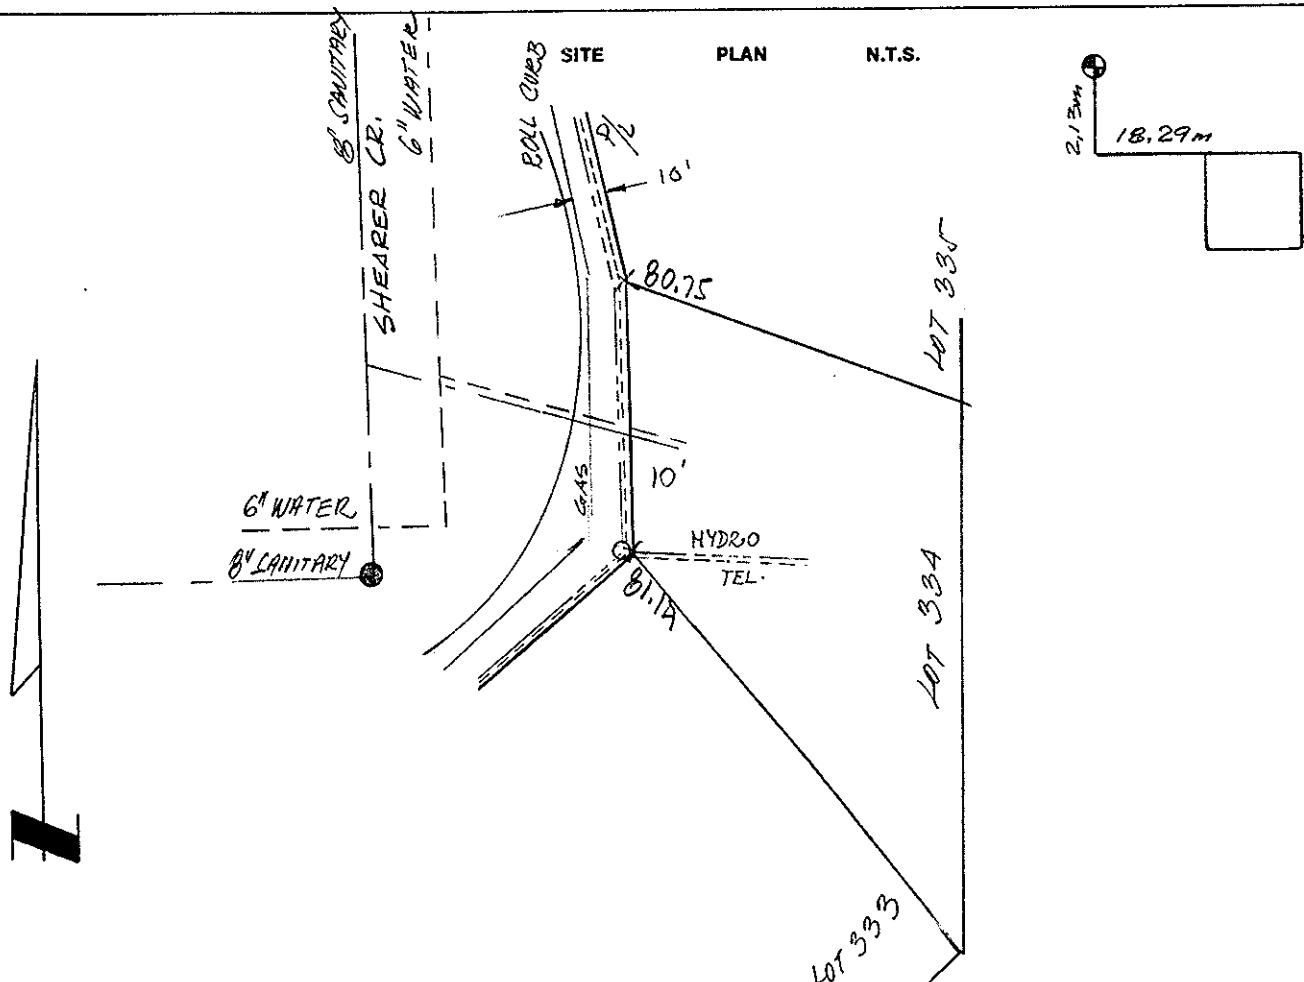 SITE PLAN N.T.S.
8" SANITARY
SHEARER CR.
6" WATER
ROLL CURB
P/L
10'
2.13m
18.29m
80.75
LOT 335
10'
GAS
6" WATER
8" SANITARY
HYDRO
TEL.
81.14
LOT 334
LOT 333